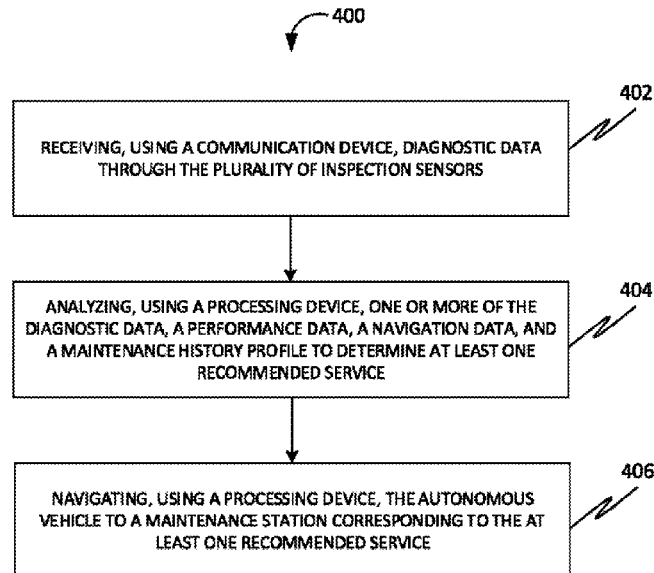 400
402
RECEIVING, USING A COMMUNICATION DEVICE, DIAGNOSTIC DATA
THROUGH THE PLURALITY OF INSPECTION SENSORS
404
ANALYZING, USING A PROCESSING DEVICE, ONE OR MORE OF THE
DIAGNOSTIC DATA, A PERFORMANCE DATA, A NAVIGATION DATA, AND
A MAINTENANCE HISTORY PROFILE TO DETERMINE AT LEAST ONE
RECOMMENDED SERVICE
406
NAVIGATING, USING A PROCESSING DEVICE, THE AUTONOMOUS
VEHICLE TO A MAINTENANCE STATION CORRESPONDING TO THE AT
LEAST ONE RECOMMENDED SERVICE